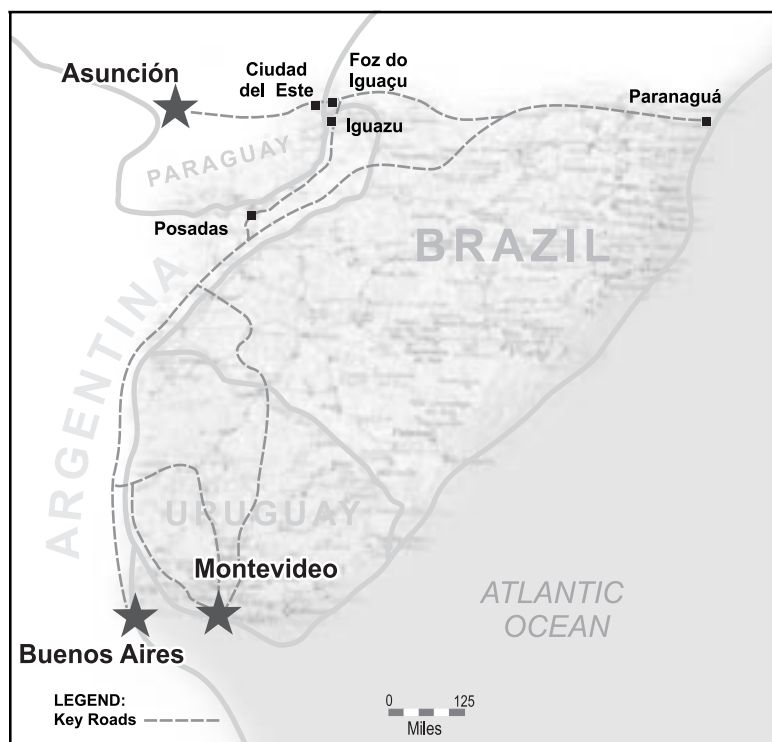 Asunción
Ciudad
del Este
Foz do
Iguaçu
Paranaguá
Iguazu
PARAGUAY
Posadas
BRAZIL
ARGENTINA
URUGUAY
Montevideo
ATLANTIC
OCEAN
Buenos Aires
LEGEND:
Key Roads
0 125
Miles